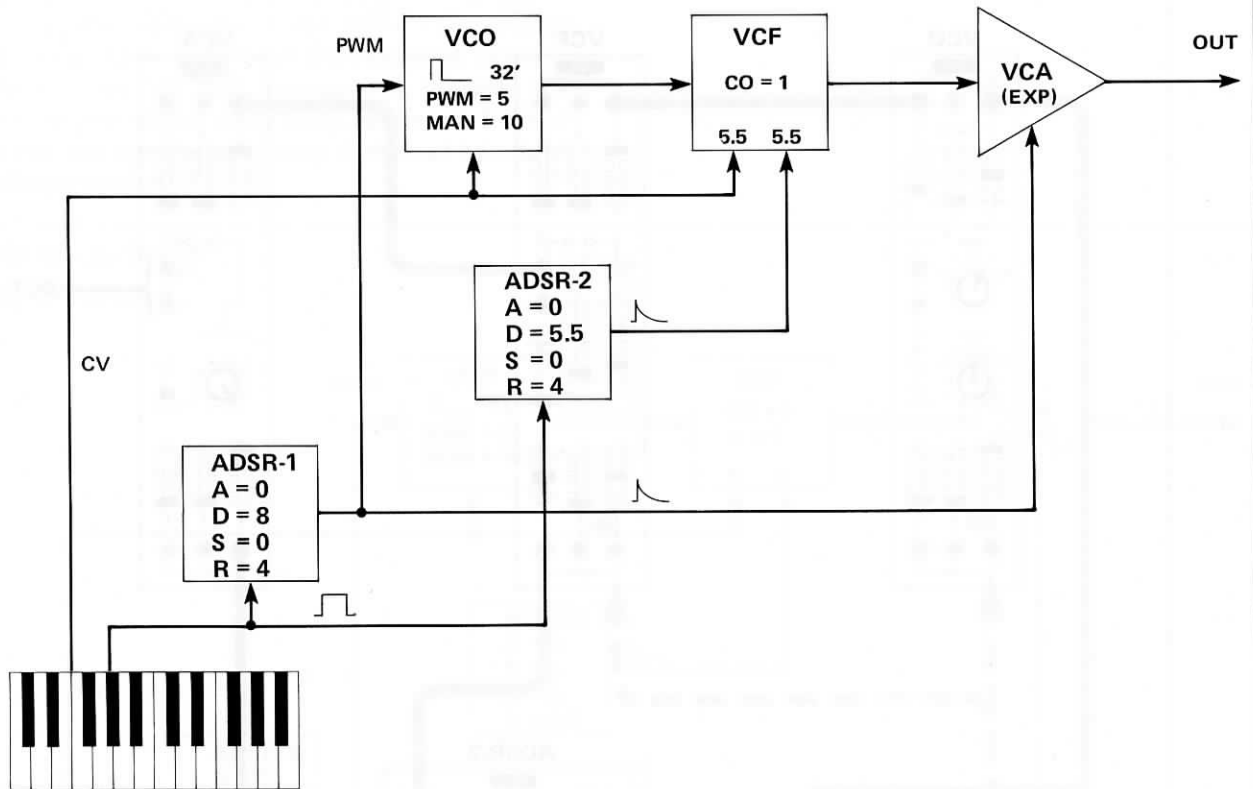 PWM
VCO
32′
PWM = 5
MAN = 10
VCF
CO = 1
5.5 5.5
VCA
(EXP)
OUT
CV
ADSR-2
A = 0
D = 5.5
S = 0
R = 4
ADSR-1
A = 0
D = 8
S = 0
R = 4